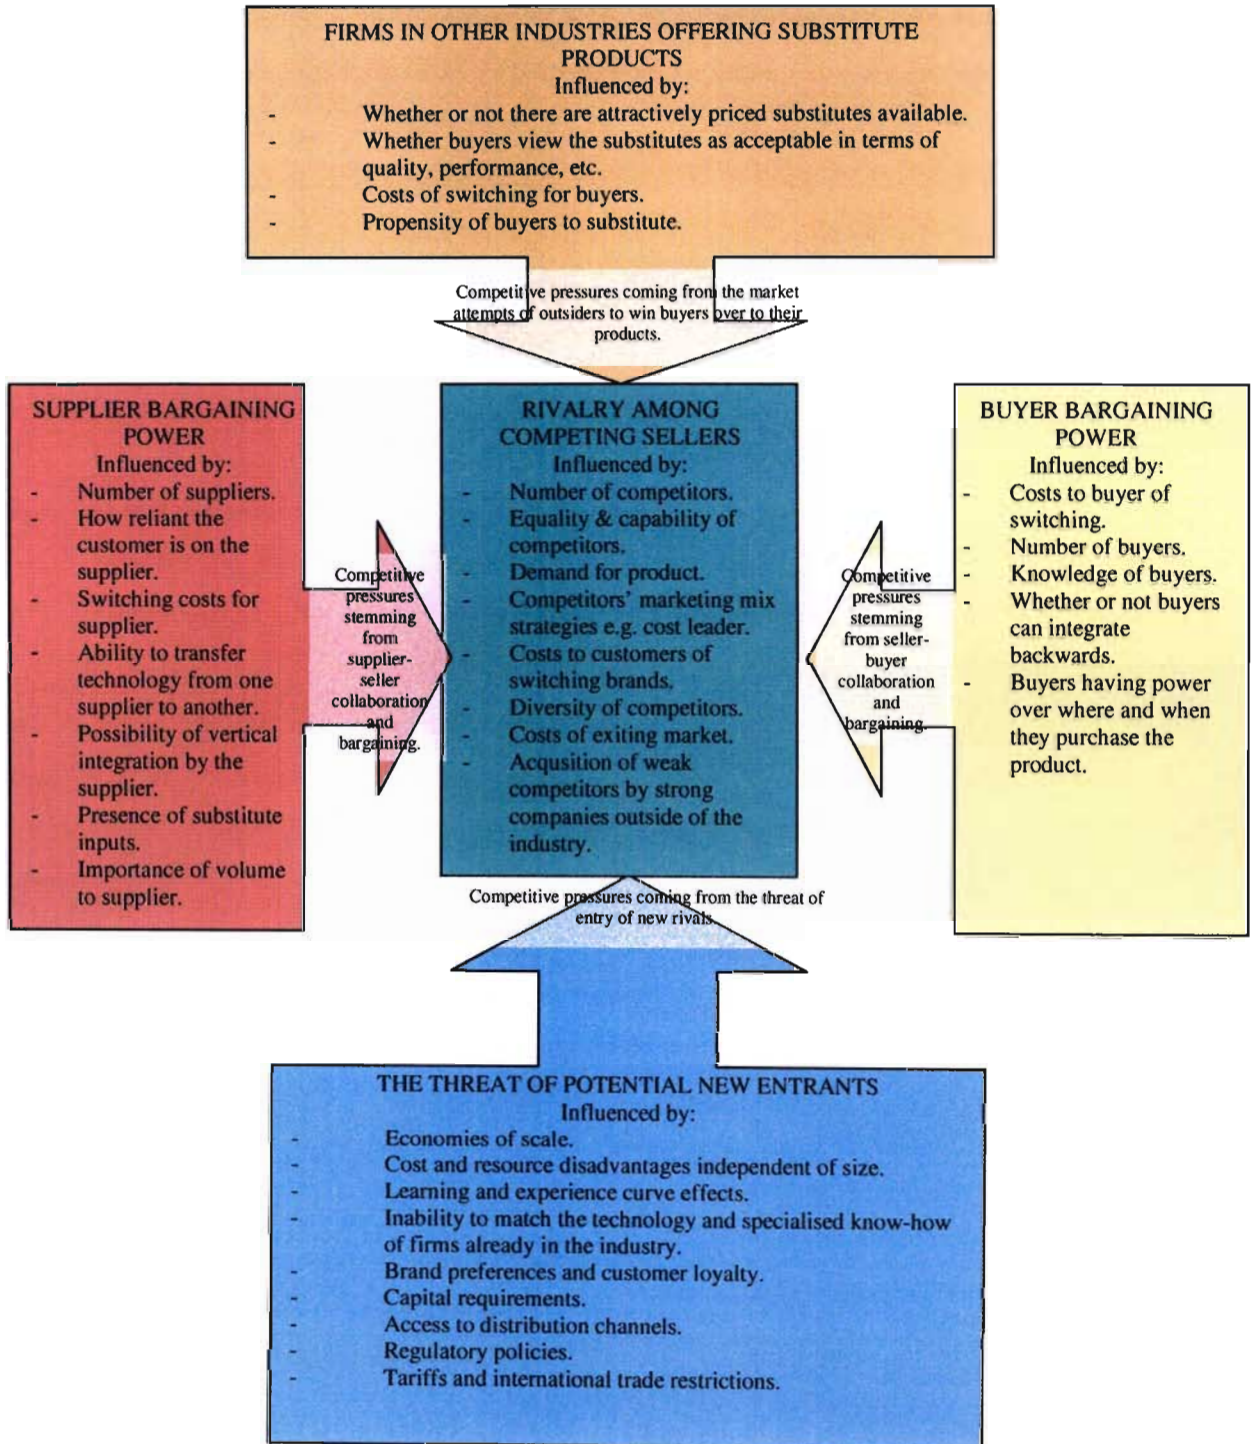 FIRMS IN OTHER INDUSTRIES OFFERING SUBSTITUTE
PRODUCTS
Influenced by:
- Whether or not there are attractively priced substitutes available.
- Whether buyers view the substitutes as acceptable in terms of
quality, performance, etc.
- Costs of switching for buyers.
- Propensity of buyers to substitute.
Competitive pressures coming from the market
attempts of outsiders to win buyers over to their
products.
SUPPLIER BARGAINING
POWER
Influenced by:
- Number of suppliers.
- How reliant the
customer is on the
supplier.
- Switching costs for
supplier.
- Ability to transfer
technology from one
supplier to another.
- Possibility of vertical
integration by the
supplier.
- Presence of substitute
inputs.
- Importance of volume
to supplier.
Competitive
pressures
stemming
from
supplier-
seller
collaboration
and
bargaining.
RIVALRY AMONG
COMPETING SELLERS
Influenced by:
- Number of competitors.
- Equality & capability of
competitors.
- Demand for product.
- Competitors' marketing mix
strategies e.g. cost leader.
- Costs to customers of
switching brands.
- Diversity of competitors.
- Costs of exiting market.
- Acqusition of weak
competitors by strong
companies outside of the
industry.
Competitive
pressures
stemming
from seller-
buyer
collaboration
and
bargaining.
BUYER BARGAINING
POWER
Influenced by:
- Costs to buyer of
switching.
- Number of buyers.
- Knowledge of buyers.
- Whether or not buyers
can integrate
backwards.
- Buyers having power
over where and when
they purchase the
product.
Competitive pressures coming from the threat of
entry of new rivals.
THE THREAT OF POTENTIAL NEW ENTRANTS
Influenced by:
- Economies of scale.
- Cost and resource disadvantages independent of size.
- Learning and experience curve effects.
- Inability to match the technology and specialised know-how
of firms already in the industry.
- Brand preferences and customer loyalty.
- Capital requirements.
- Access to distribution channels.
- Regulatory policies.
- Tariffs and international trade restrictions.